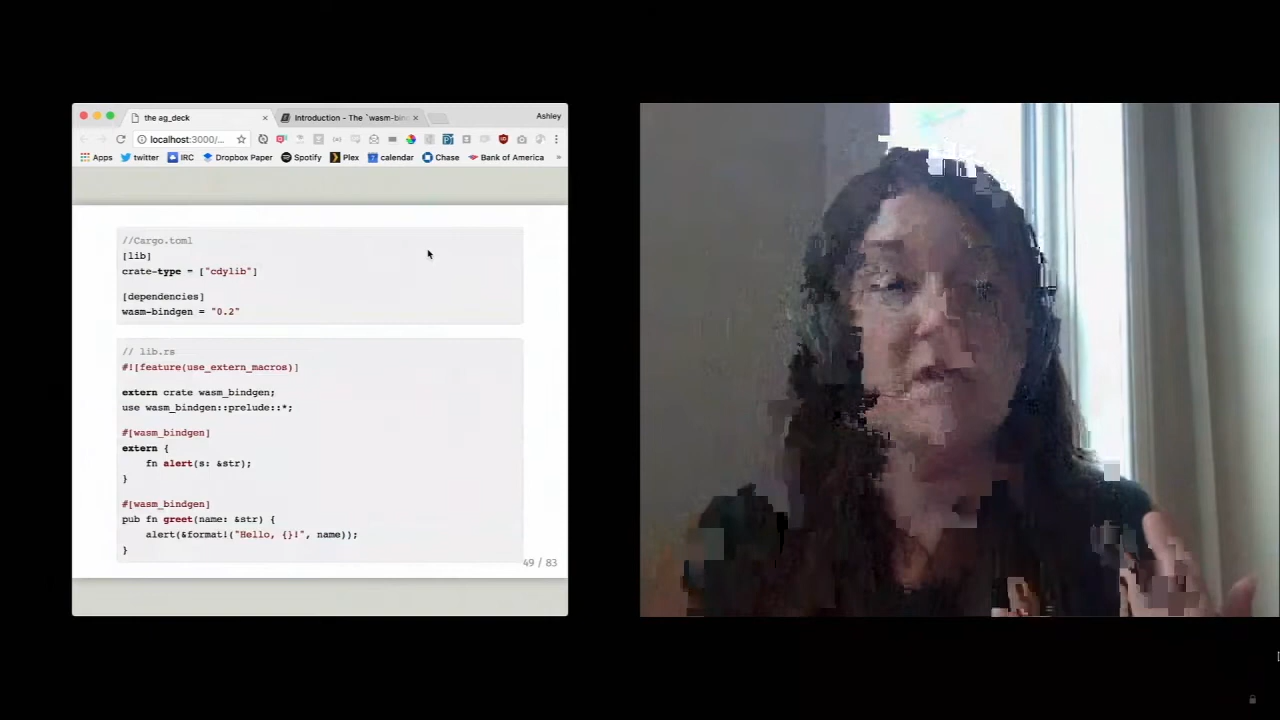 the ag_deck
Introduction - The `wasm-bin
Ashley
localhost:3000/...
Apps twitter IRC Dropbox Paper Spotify Plex calendar Chase Bank of America »
//Cargo.toml
[lib]
crate-type = ["cdylib"]
[dependencies]
wasm-bindgen = "0.2"
// lib.rs
#![feature(use_extern_macros)]
extern crate wasm_bindgen;
use wasm_bindgen::prelude::*;
#[wasm_bindgen]
extern {
fn alert(s: &str);
}
#[wasm_bindgen]
pub fn greet(name: &str) {
alert(&format!("Hello, {}!", name));
}
49 / 83